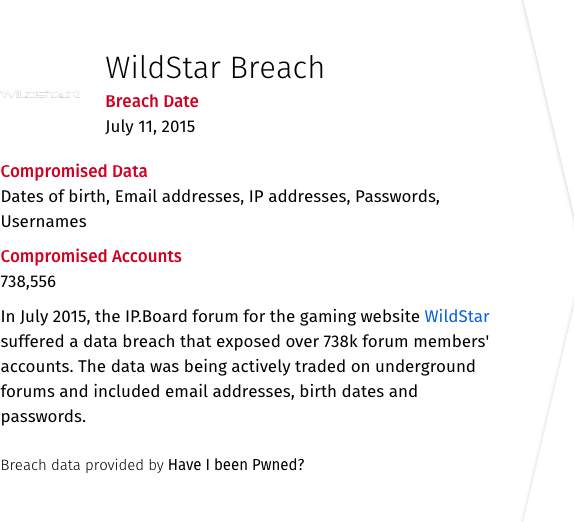 WILDSTAR
WildStar Breach
Breach Date
July 11, 2015
Compromised Data
Dates of birth, Email addresses, IP addresses, Passwords,
Usernames
Compromised Accounts
738,556
In July 2015, the IP.Board forum for the gaming website WildStar
suffered a data breach that exposed over 738k forum members'
accounts. The data was being actively traded on underground
forums and included email addresses, birth dates and
passwords.
Breach data provided by Have I been Pwned?